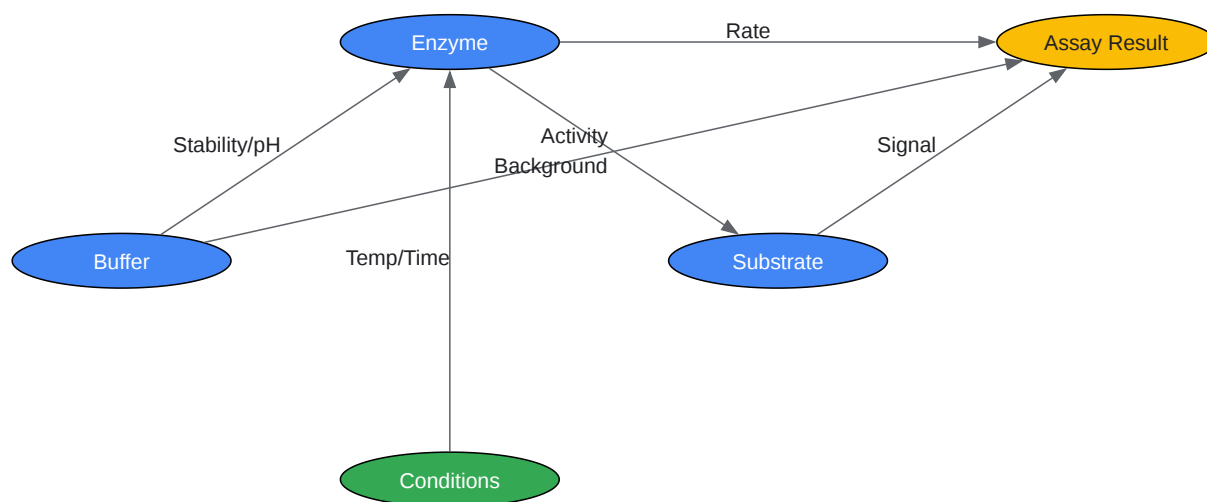 Enzyme
Rate
Assay Result
Stability/pH
Activity
Background
Signal
Buffer
Temp/Time
Substrate
Conditions